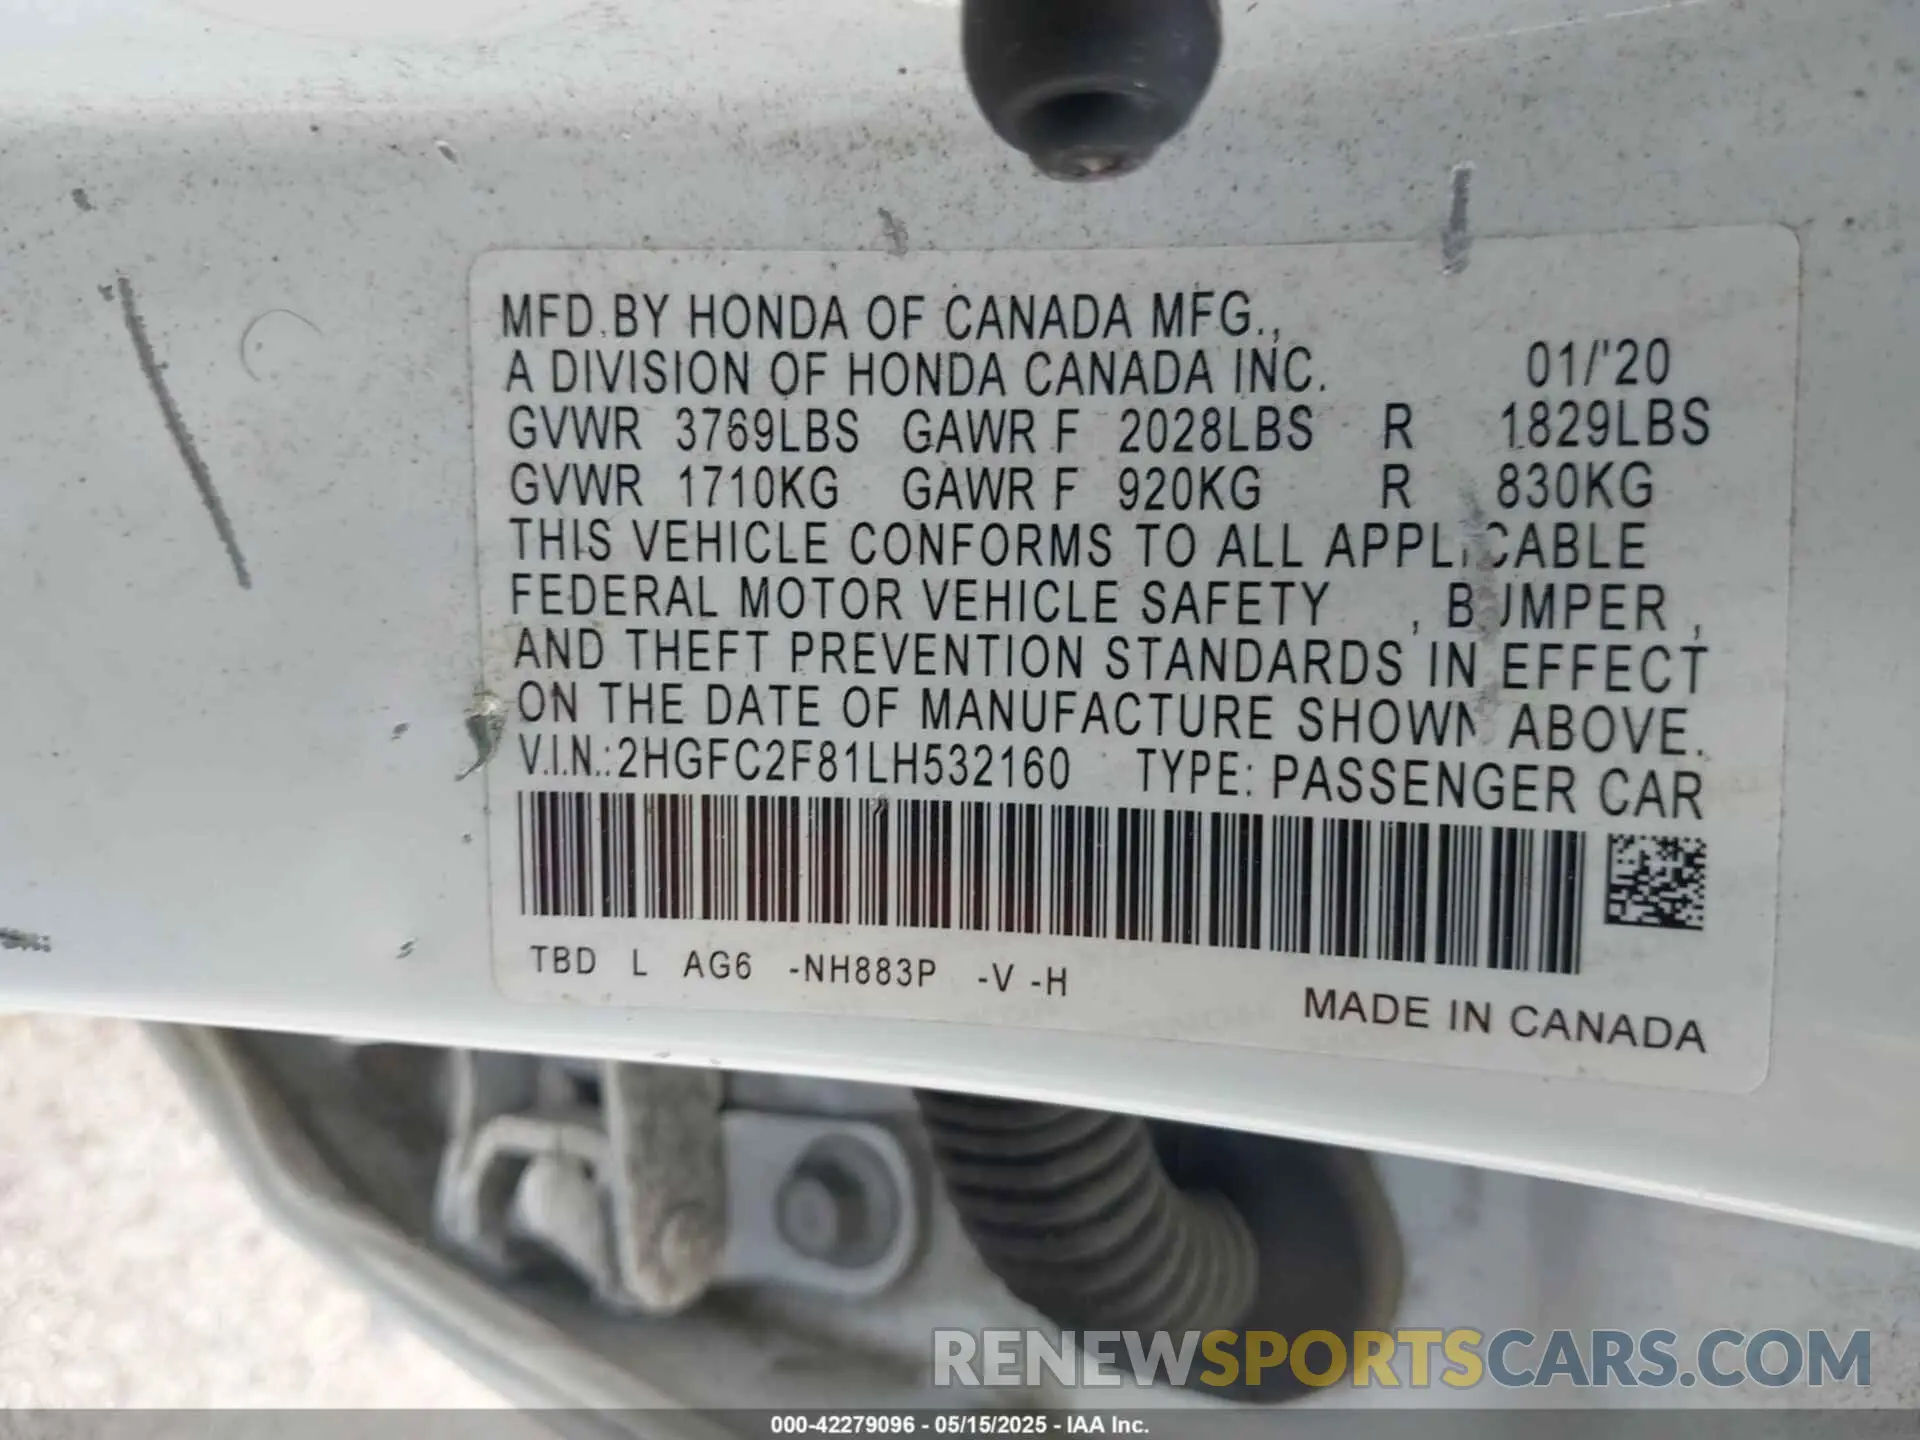 MFD.BY HONDA OF CANADA MFG.,
A DIVISION OF HONDA CANADA INC. 01/'20
GVWR 3769LBS GAWR F 2028LBS R 1829LBS
GVWR 1710KG GAWR F 920KG R 830KG
THIS VEHICLE CONFORMS TO ALL APPLICABLE
FEDERAL MOTOR VEHICLE SAFETY , BUMPER ,
AND THEFT PREVENTION STANDARDS IN EFFECT
ON THE DATE OF MANUFACTURE SHOWN ABOVE.
V.I.N.:2HGFC2F81LH532160 TYPE: PASSENGER CAR
TBD L AG6 -NH883P -V -H
MADE IN CANADA
RENEWSPORTSCARS.COM
000-42279096 - 05/15/2025 - IAA Inc.